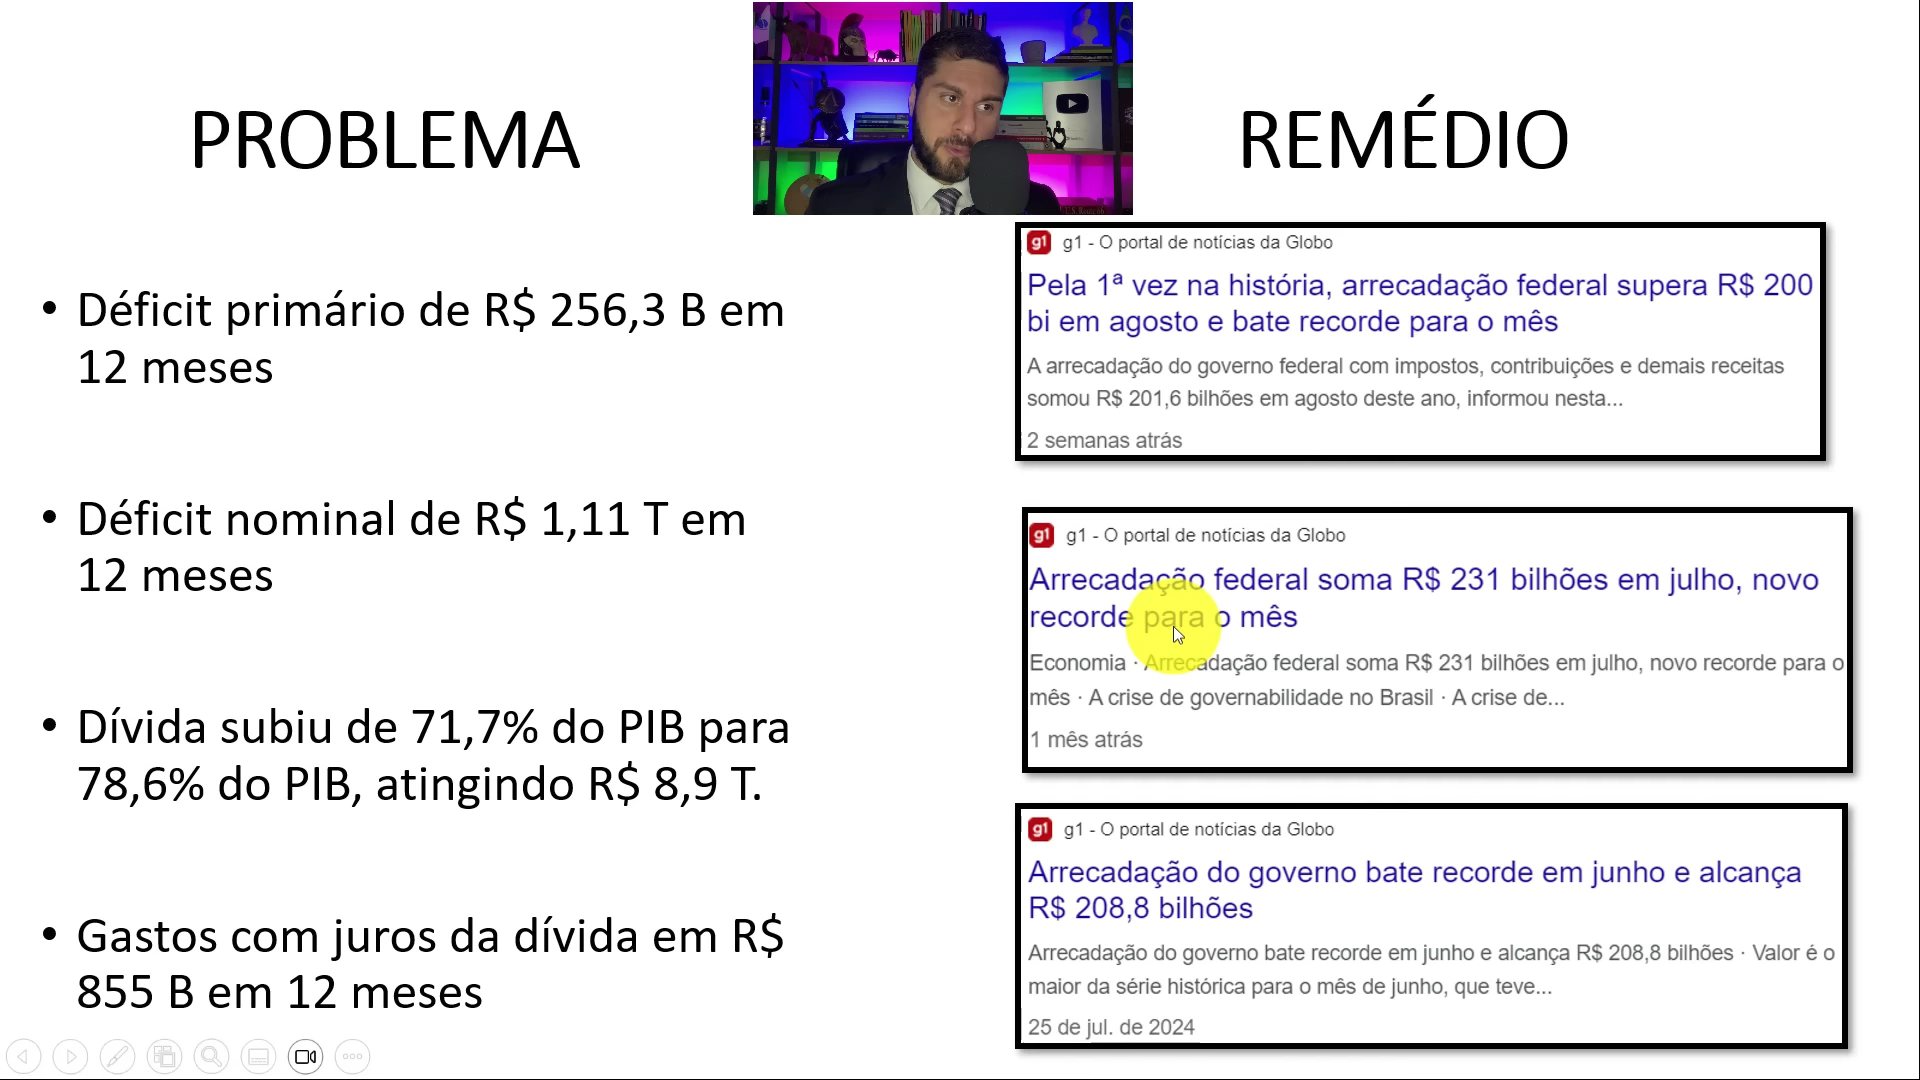 PROBLEMA
• Déficit primário de R$ 256,3 B em
12 meses
• Déficit nominal de R$ 1,11 T em
12 meses
• Dívida subiu de 71,7% do PIB para
78,6% do PIB, atingindo R$ 8,9 T.
• Gastos com juros da dívida em R$
855 B em 12 meses
REMÉDIO
g1 g1 - O portal de notícias da Globo
Pela 1ª vez na história, arrecadação federal supera R$ 200
bi em agosto e bate recorde para o mês
A arrecadação do governo federal com impostos, contribuições e demais receitas
somou R$ 201,6 bilhões em agosto deste ano, informou nesta...
2 semanas atrás
g1 g1 - O portal de notícias da Globo
Arrecadação federal soma R$ 231 bilhões em julho, novo
recorde para o mês
Economia · Arrecadação federal soma R$ 231 bilhões em julho, novo recorde para o
mês · A crise de governabilidade no Brasil · A crise de...
1 mês atrás
g1 g1 - O portal de notícias da Globo
Arrecadação do governo bate recorde em junho e alcança
R$ 208,8 bilhões
Arrecadação do governo bate recorde em junho e alcança R$ 208,8 bilhões · Valor é o
maior da série histórica para o mês de junho, que teve...
25 de jul. de 2024